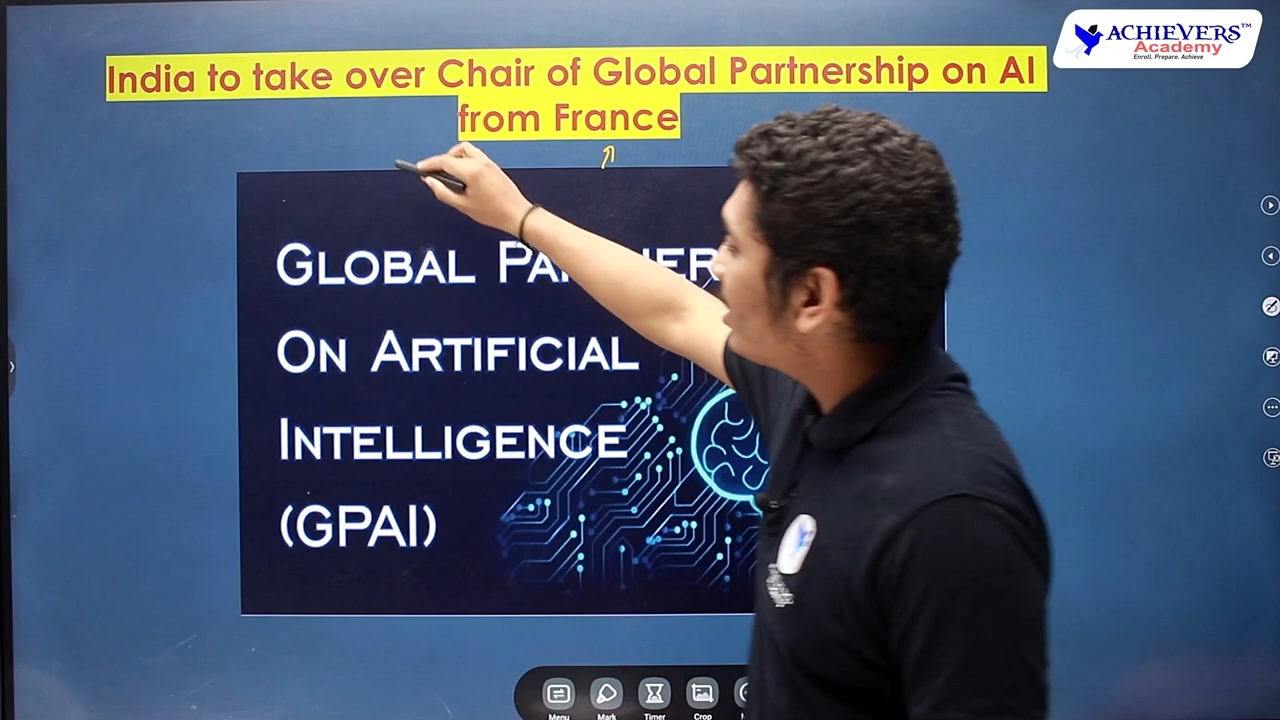 ACHIEVERS™
Academy
Enroll. Prepare. Achieve
India to take over Chair of Global Partnership on AI
from France
GLOBAL
ON ARTIFICIAL
INTELLIGENCE
(GPAI)
Menu Mark Timer Crop